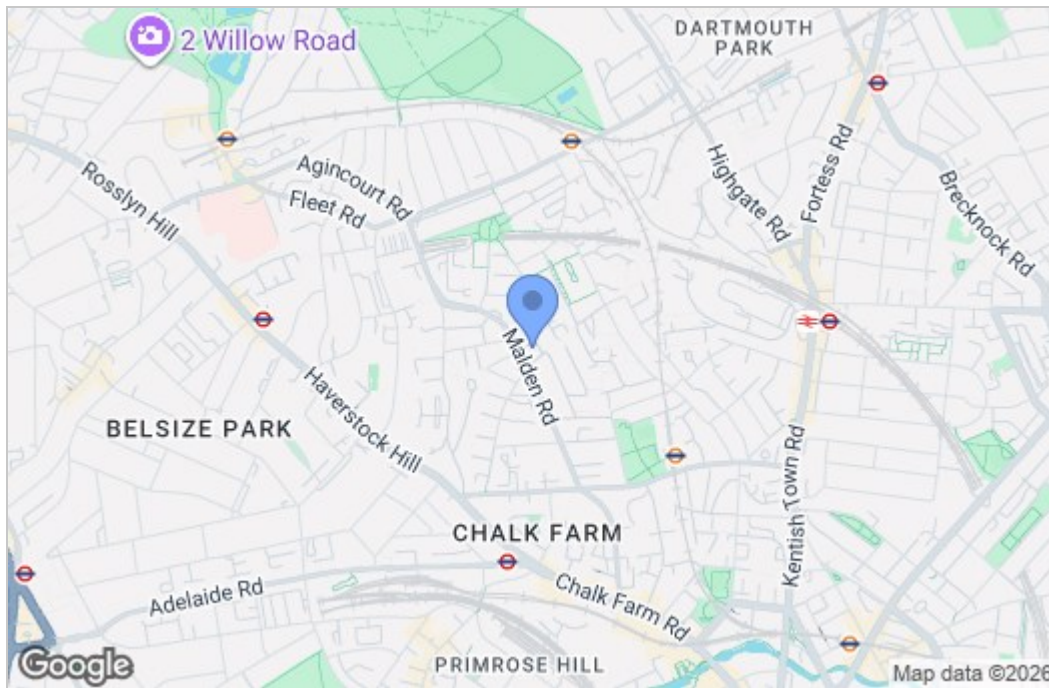 DARTMOUTH
PARK
2 Willow Road
Fortess Rd
Highgate Rd
Brecknock Rd
Agincourt Rd
Fleet Rd
Rosslyn Hill
Malden Rd
Haverstock Hill
BELSIZE PARK
Kentish Town Rd
CHALK FARM
Adelaide Rd
Chalk Farm Rd
PRIMROSE HILL
Google
Map data ©2026